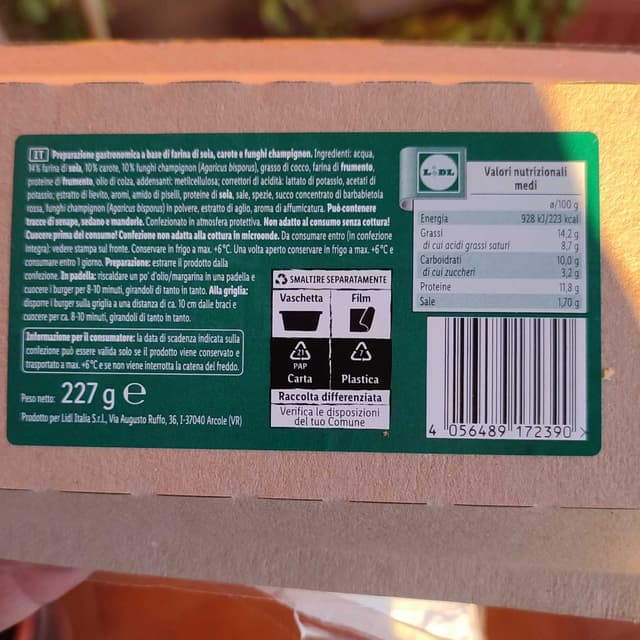 IT Preparazione gastronomica a base di farina di soia, carote e funghi champignon. Ingredienti: acqua,
14% farina di soia, 10% carote, 10% funghi champignon (Agaricus bisporus), grasso di cocco, farina di frumento,
proteine di frumento, olio di colza, addensanti: metilcellulosa; correttori di acidità: lattato di potassio, acetati di
potassio; estratto di lievito, aromi, amido di piselli, proteine di soia, sale, spezie, succo concentrato di barbabietola
rossa, funghi champignon (Agaricus bisporus) in polvere, estratto di aglio, aroma di affumicatura. Può contenere
tracce di senape, sedano e mandorle. Confezionato in atmosfera protettiva. Non adatto al consumo senza cottura!
Cuocere prima del consumo! Confezione non adatta alla cottura in microonde. Da consumare entro (in confezione
integra): vedere stampa sul fronte. Conservare in frigo a max. +6°C. Una volta aperto conservare in frigo a max. +6°C e
consumare entro 1 giorno. Preparazione: estrarre il prodotto dalla
confezione. In padella: riscaldare un po' d'olio/margarina in una padella e
cuocere i burger per 8-10 minuti, girandoli di tanto in tanto. Alla griglia:
disporre i burger sulla griglia a una distanza di ca. 10 cm dalle braci e
cuocere per ca. 8-10 minuti, girandoli di tanto in tanto.
Informazione per il consumatore: la data di scadenza indicata sulla
confezione può essere valida solo se il prodotto viene conservato e
trasportato a max. +6°C e se non viene interrotta la catena del freddo.
Peso netto: 227 g e
Prodotto per Lidl Italia S.r.l., Via Augusto Ruffo, 36, I-37040 Arcole (VR)
SMALTIRE SEPARATAMENTE
Vaschetta Film
21 7
PAP
Carta Plastica
Raccolta differenziata
Verifica le disposizioni
del tuo Comune
LIDL
Valori nutrizionali
medi
ø/100 g
Energia 928 kJ/223 kcal
Grassi 14,2 g
di cui acidi grassi saturi 8,7 g
Carboidrati 10,0 g
di cui zuccheri 3,2 g
Proteine 11,8 g
Sale 1,70 g
4 056489 172390